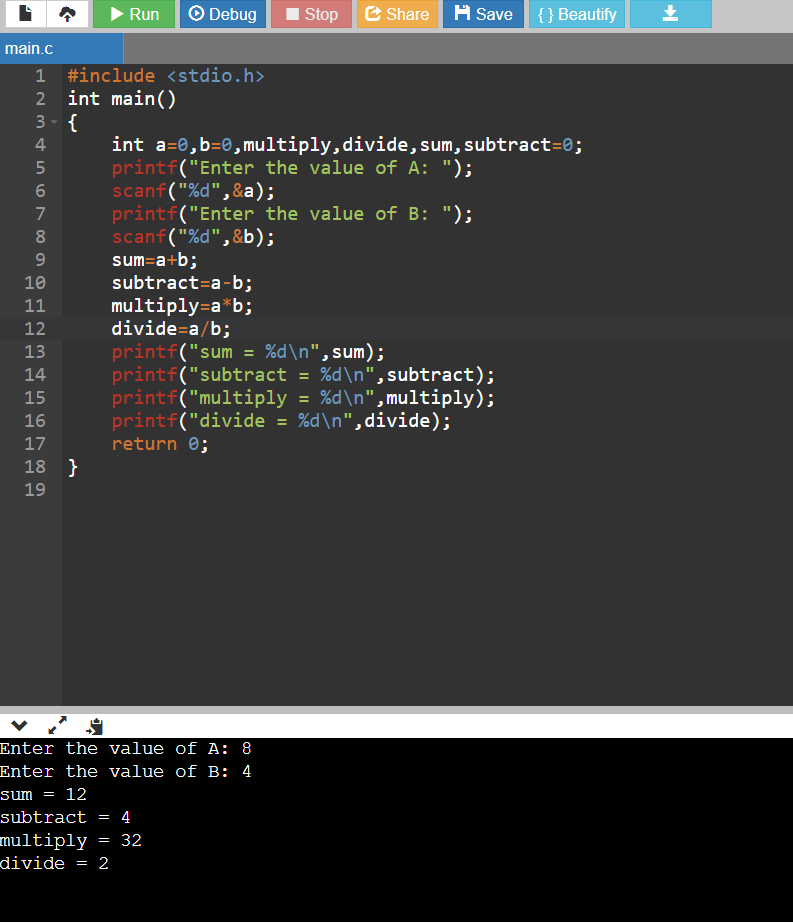 Run Debug Stop Share Save { } Beautify
main.c
1 #include <stdio.h>
2 int main()
3 {
4     int a=0,b=0,multiply,divide,sum,subtract=0;
5     printf("Enter the value of A: ");
6     scanf("%d",&a);
7     printf("Enter the value of B: ");
8     scanf("%d",&b);
9     sum=a+b;
10     subtract=a-b;
11     multiply=a*b;
12     divide=a/b;
13     printf("sum = %d\n",sum);
14     printf("subtract = %d\n",subtract);
15     printf("multiply = %d\n",multiply);
16     printf("divide = %d\n",divide);
17     return 0;
18 }
19
Enter the value of A: 8
Enter the value of B: 4
sum = 12
subtract = 4
multiply = 32
divide = 2